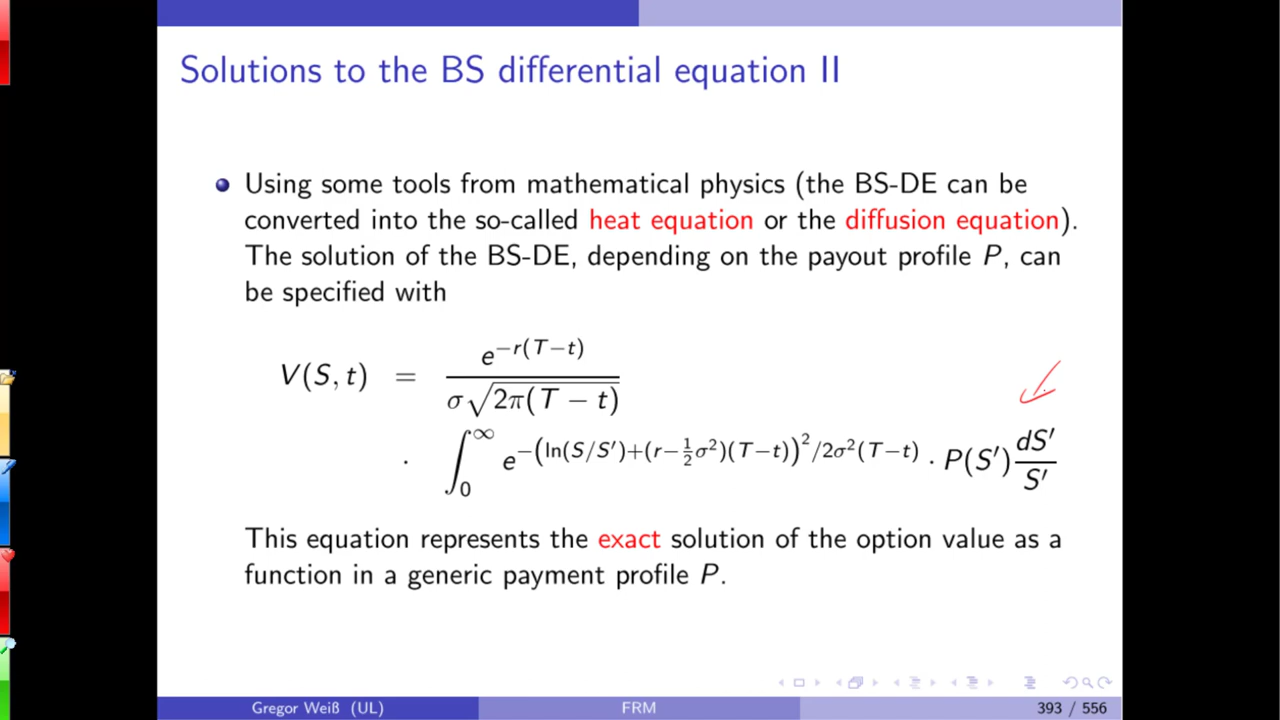 Solutions to the BS differential equation II
Using some tools from mathematical physics (the BS-DE can be
converted into the so-called heat equation or the diffusion equation).
The solution of the BS-DE, depending on the payout profile P, can
be specified with
V(S, t) = e^{−r(T−t)} / σ√(2π(T − t))
· ∫_0^∞ e^{−(ln(S/S′)+(r−½σ²)(T−t))²/2σ²(T−t)} · P(S′) dS′/S′
This equation represents the exact solution of the option value as a
function in a generic payment profile P.
Gregor Weiß (UL) FRM 393 / 556